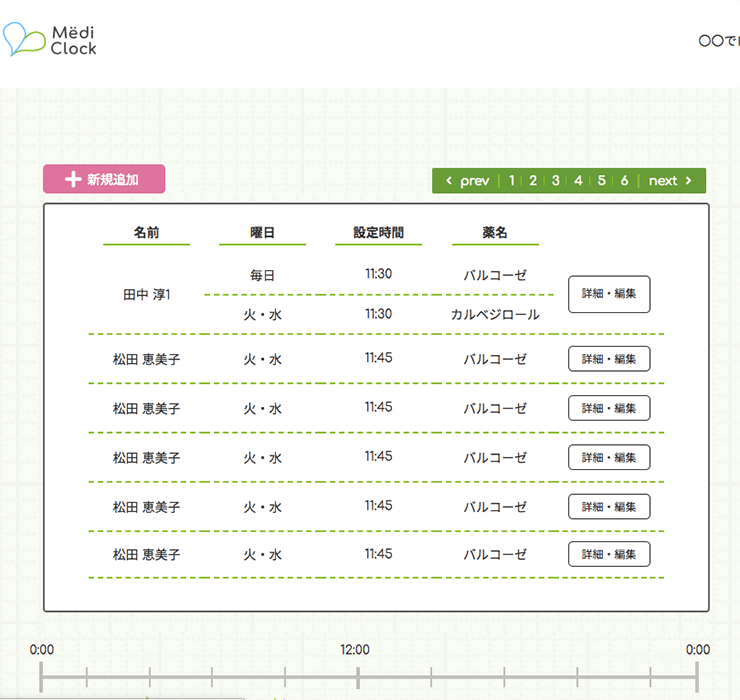 Mëdi
Clock
〇〇で
新規追加
‹ prev | 1 | 2 | 3 | 4 | 5 | 6 | next ›
名前 曜日 設定時間 薬名
田中 淳1 毎日 11:30 バルコーゼ 詳細・編集
火・水 11:30 カルベジロール
松田 恵美子 火・水 11:45 バルコーゼ 詳細・編集
松田 恵美子 火・水 11:45 バルコーゼ 詳細・編集
松田 恵美子 火・水 11:45 バルコーゼ 詳細・編集
松田 恵美子 火・水 11:45 バルコーゼ 詳細・編集
松田 恵美子 火・水 11:45 バルコーゼ 詳細・編集
0:00 12:00 0:00